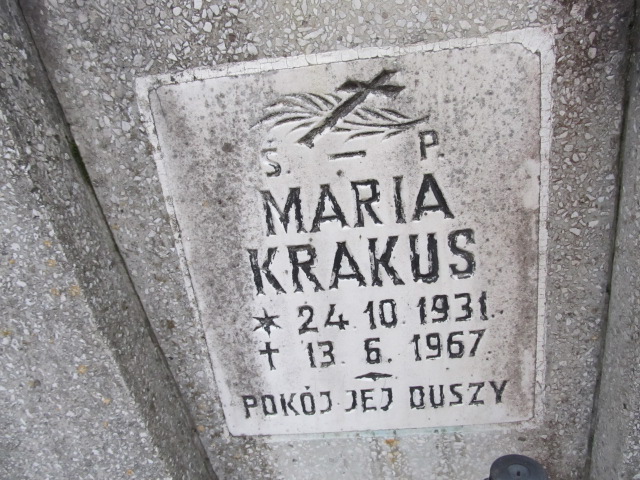 Ś. P.
MARIA
KRAKUS
* 24.10.1931.
† 13.6.1967.
POKÓJ JEJ DUSZY